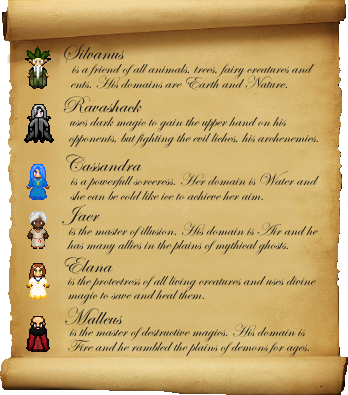 Silvanus
is a friend of all animals, trees, fairy creatures and
ents. His domains are Earth and Nature.
Ravashack
uses dark magic to gain the upper hand on his
opponents, but fighting the evil liches, his archenemies.
Cassandra
is a powerfull sorceress. Her domain is Water and
she can be cold like ice to achieve her aim.
Jaer
is the master of illusion. His domain is Air and he
has many allies in the plains of mythical ghosts.
Elana
is the protectress of all living creatures and uses divine
magic to save and heal them.
Malleus
is the master of destructive magics. His domain is
Fire and he rambled the plains of demons for ages.